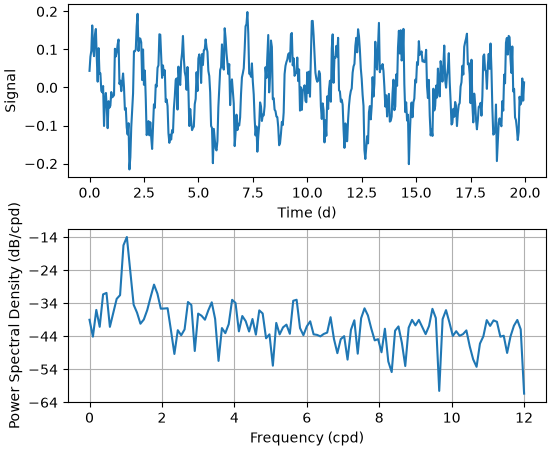 0.2
0.1
0.0
−0.1
−0.2
Signal
0.0 2.5 5.0 7.5 10.0 12.5 15.0 17.5 20.0
Time (d)
−14
−24
−34
−44
−54
−64
Power Spectral Density (dB/cpd)
0 2 4 6 8 10 12
Frequency (cpd)